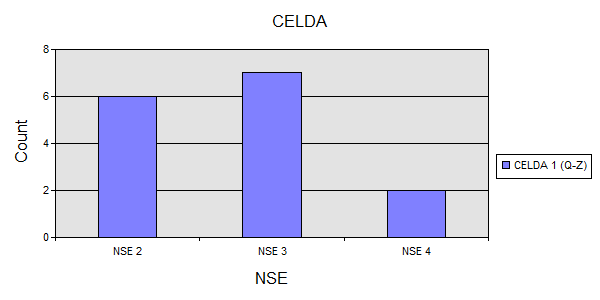 CELDA
8
6
4
2
0
Count
NSE 2 NSE 3 NSE 4
NSE
CELDA 1 (Q-Z)